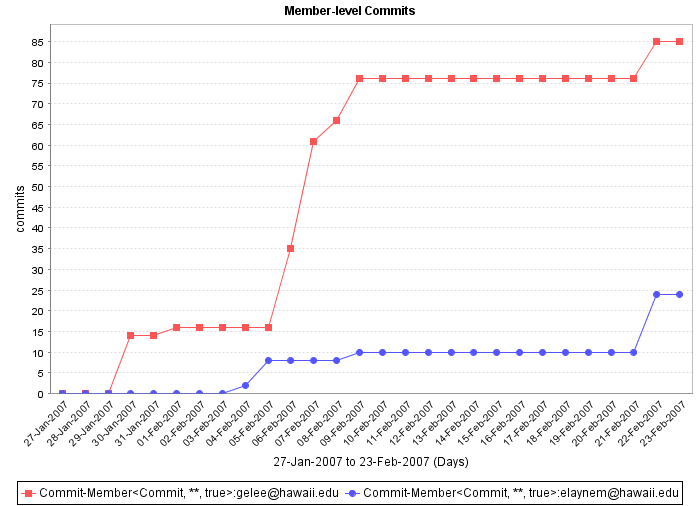 Member-level Commits
commits
85
80
75
70
65
60
55
50
45
40
35
30
25
20
15
10
5
0
27-Jan-2007
28-Jan-2007
29-Jan-2007
30-Jan-2007
31-Jan-2007
01-Feb-2007
02-Feb-2007
03-Feb-2007
04-Feb-2007
05-Feb-2007
06-Feb-2007
07-Feb-2007
08-Feb-2007
09-Feb-2007
10-Feb-2007
11-Feb-2007
12-Feb-2007
13-Feb-2007
14-Feb-2007
15-Feb-2007
16-Feb-2007
17-Feb-2007
18-Feb-2007
19-Feb-2007
20-Feb-2007
21-Feb-2007
22-Feb-2007
23-Feb-2007
27-Jan-2007 to 23-Feb-2007 (Days)
Commit-Member<Commit, **, true>:gelee@hawaii.edu Commit-Member<Commit, **, true>:elaynem@hawaii.edu